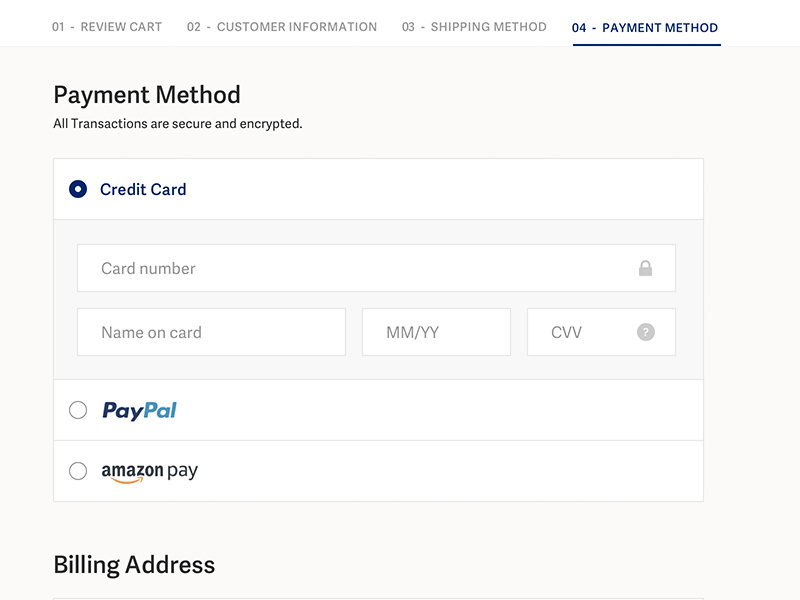 01 - REVIEW CART 02 - CUSTOMER INFORMATION 03 - SHIPPING METHOD 04 - PAYMENT METHOD
Payment Method
All Transactions are secure and encrypted.
Credit Card
Card number
Name on card MM/YY CVV ?
PayPal
amazon pay
Billing Address